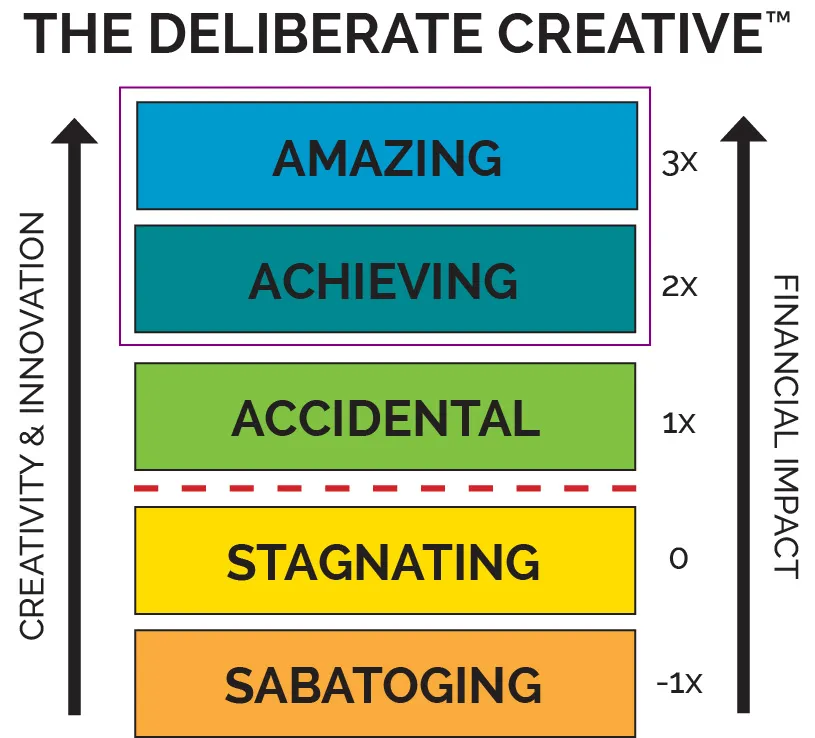 THE DELIBERATE CREATIVE™
CREATIVITY & INNOVATION
AMAZING
3X
ACHIEVING
2X
ACCIDENTAL
1X
STAGNATING
0
SABATOGING
-1X
FINANCIAL IMPACT